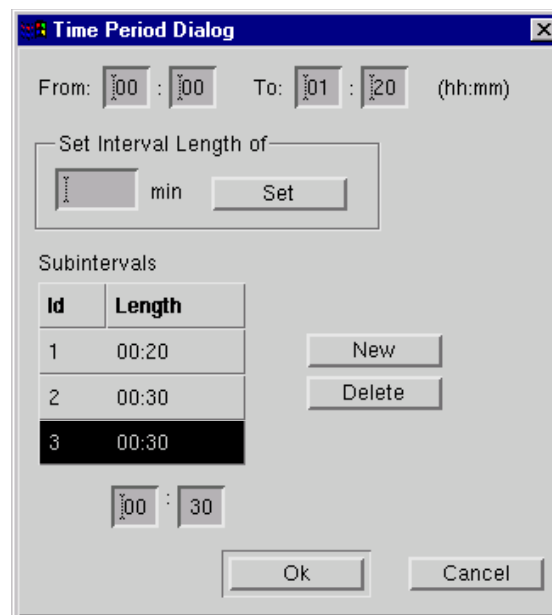 Time Period Dialog
From: 00 : 00 To: 01 : 20 (hh:mm)
Set Interval Length of
min Set
Subintervals
Id Length
1 00:20
2 00:30
3 00:30
New
Delete
00 : 30
Ok Cancel